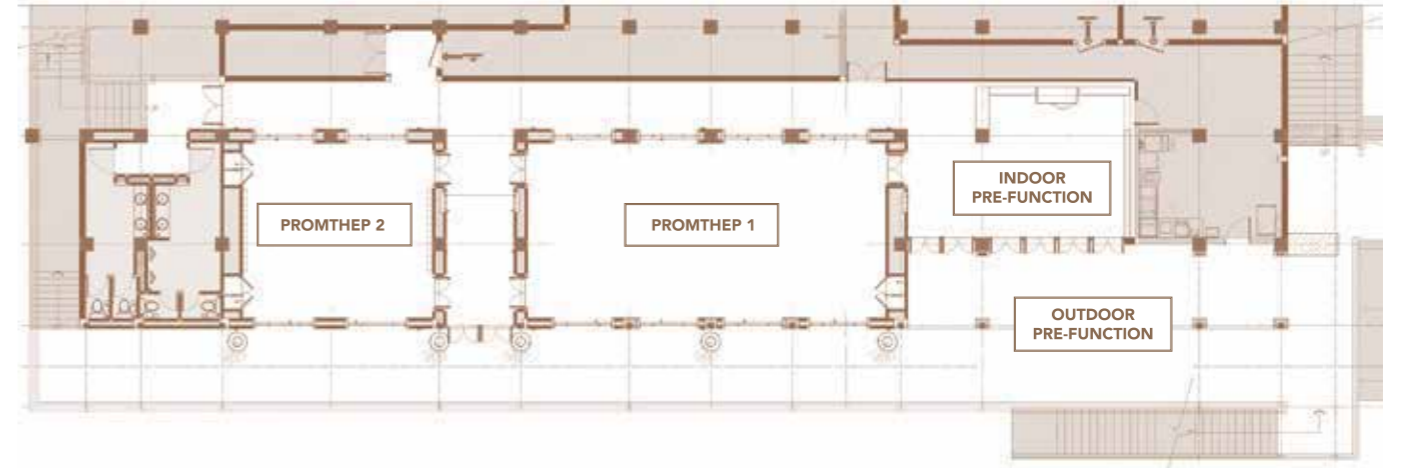 INDOOR
PRE-FUNCTION
PROMTHEP 2
PROMTHEP 1
OUTDOOR
PRE-FUNCTION